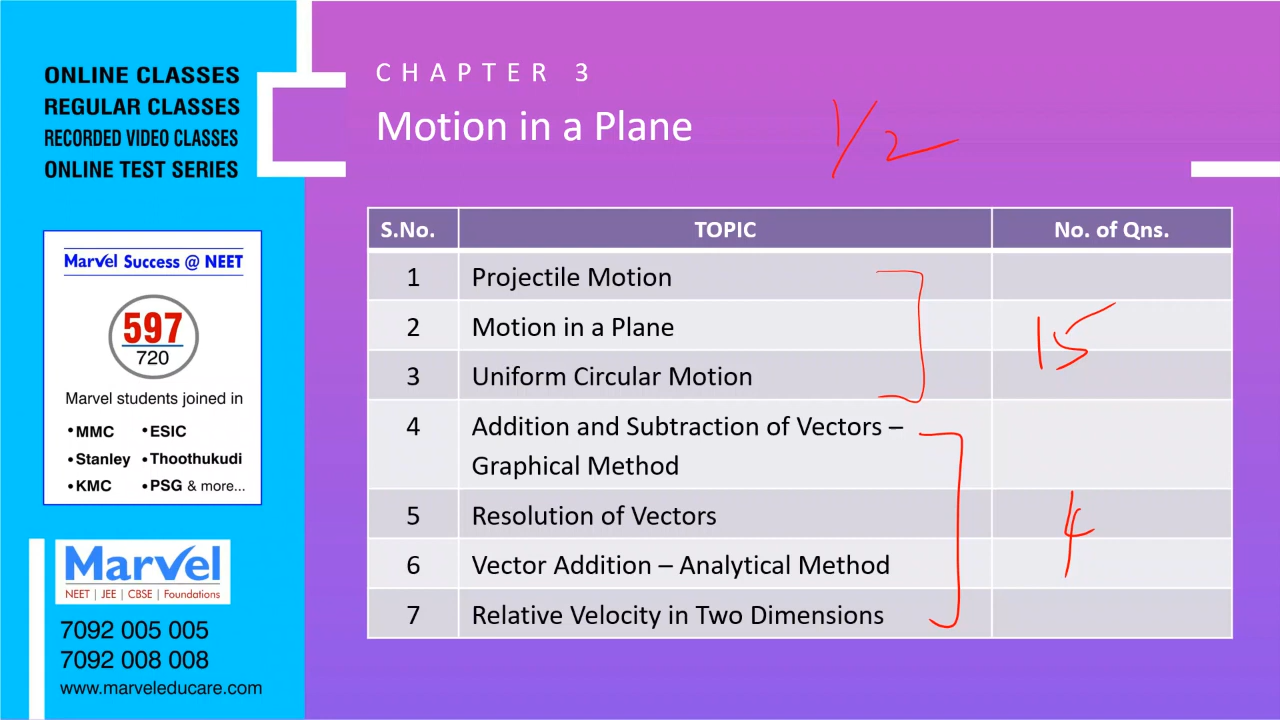 ONLINE CLASSES
REGULAR CLASSES
RECORDED VIDEO CLASSES
ONLINE TEST SERIES
Marvel Success @ NEET
597
720
Marvel students joined in
•MMC •ESIC
•Stanley •Thoothukudi
•KMC •PSG & more...
Marvel
NEET | JEE | CBSE | Foundations
7092 005 005
7092 008 008
www.marveleducare.com
CHAPTER 3
Motion in a Plane
1/2
S.No. TOPIC No. of Qns.
1 Projectile Motion
2 Motion in a Plane 15
3 Uniform Circular Motion
4 Addition and Subtraction of Vectors –
Graphical Method
5 Resolution of Vectors 4
6 Vector Addition – Analytical Method
7 Relative Velocity in Two Dimensions